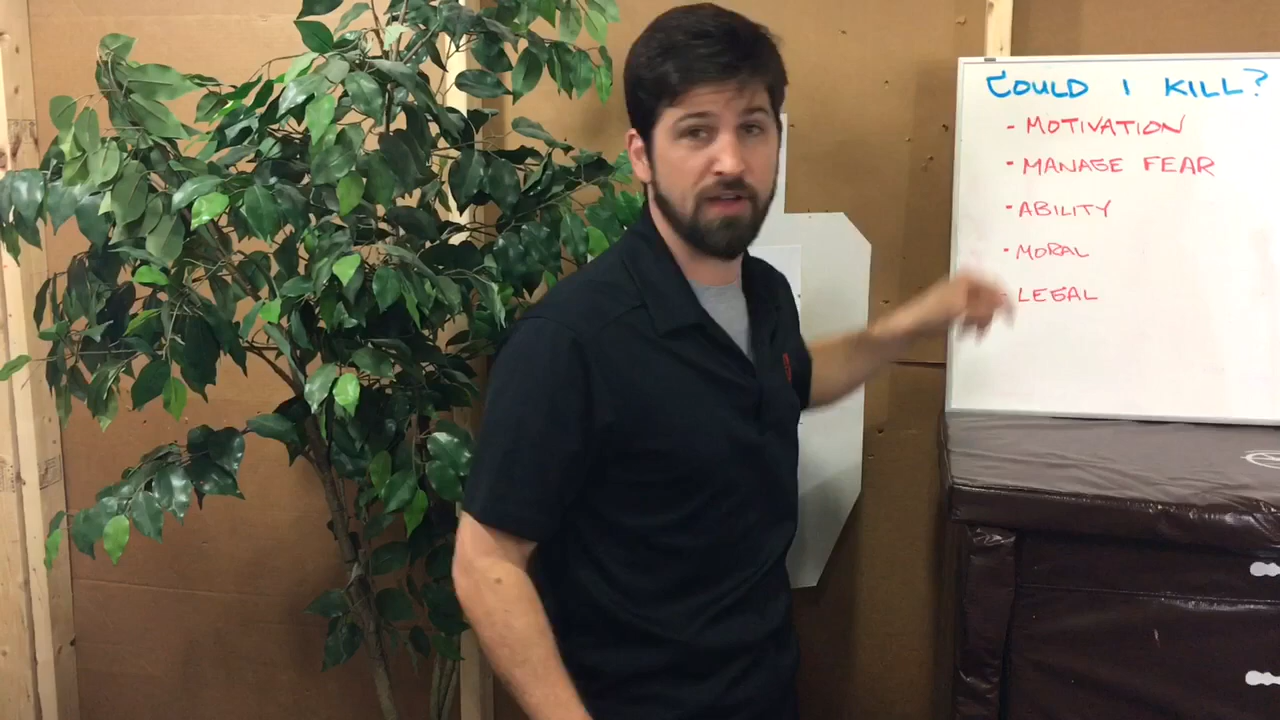 COULD I KILL?
- MOTIVATION
- MANAGE FEAR
- ABILITY
- MORAL
- LEGAL